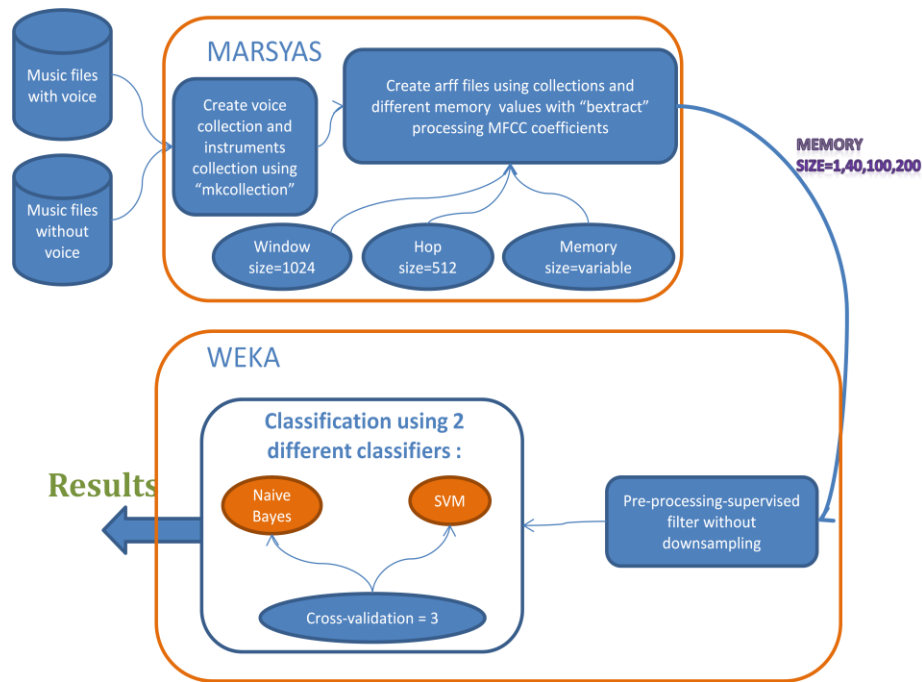 MARSYAS
Music files
with voice
Create voice
collection and
instruments
collection using
“mkcollection”
Create arff files using collections and
different memory values with “bextract”
processing MFCC coefficients
MEMORY
SIZE=1,40,100,200
Music files
without
voice
Window
size=1024
Hop
size=512
Memory
size=variable
WEKA
Classification using 2
different classifiers :
Results
Naive
Bayes
SVM
Pre-processing-supervised
filter without
downsampling
Cross-validation = 3